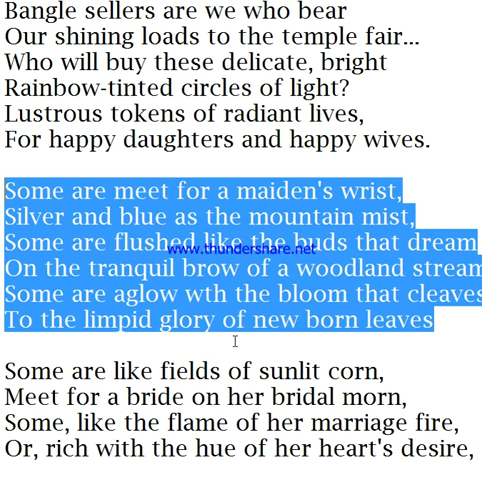 Bangle sellers are we who bear
Our shining loads to the temple fair...
Who will buy these delicate, bright
Rainbow-tinted circles of light?
Lustrous tokens of radiant lives,
For happy daughters and happy wives.
Some are meet for a maiden's wrist,
Silver and blue as the mountain mist,
Some are flushed like the buds that dream
www.thundershare.net
On the tranquil brow of a woodland stream
Some are aglow wth the bloom that cleaves
To the limpid glory of new born leaves
Some are like fields of sunlit corn,
Meet for a bride on her bridal morn,
Some, like the flame of her marriage fire,
Or, rich with the hue of her heart's desire,